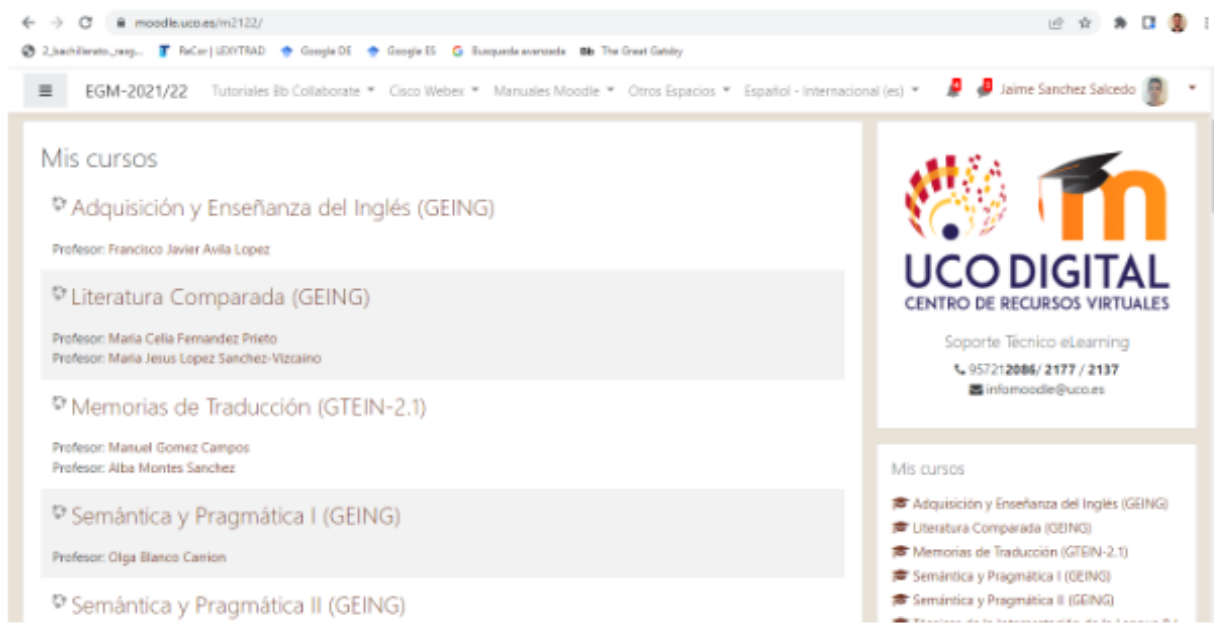 moodle.uco.es/m2122/
2_bachillerato_rasg... ReCor | LEXYTRAD Google DE Google ES Busqueda avanzada Bb The Great Gatsby
EGM-2021/22 Tutoriales Bb Collaborate Cisco Webex Manuales Moodle Otros Espacios Español - Internacional (es) Jaime Sanchez Salcedo
Mis cursos
Adquisición y Enseñanza del Inglés (GEING)
Profesor: Francisco Javier Avila Lopez
Literatura Comparada (GEING)
Profesor: Maria Celia Fernandez Prieto
Profesor: Maria Jesus Lopez Sanchez-Vizcaino
Memorias de Traducción (GTEIN-2.1)
Profesor: Manuel Gomez Campos
Profesor: Alba Montes Sanchez
Semántica y Pragmática I (GEING)
Profesor: Olga Blanco Carrion
Semántica y Pragmática II (GEING)
m
UCO DIGITAL
CENTRO DE RECURSOS VIRTUALES
Soporte Técnico eLearning
957212086/ 2177 / 2137
infomoodle@uco.es
Mis cursos
Adquisición y Enseñanza del Inglés (GEING)
Literatura Comparada (GEING)
Memorias de Traducción (GTEIN-2.1)
Semántica y Pragmática I (GEING)
Semántica y Pragmática II (GEING)